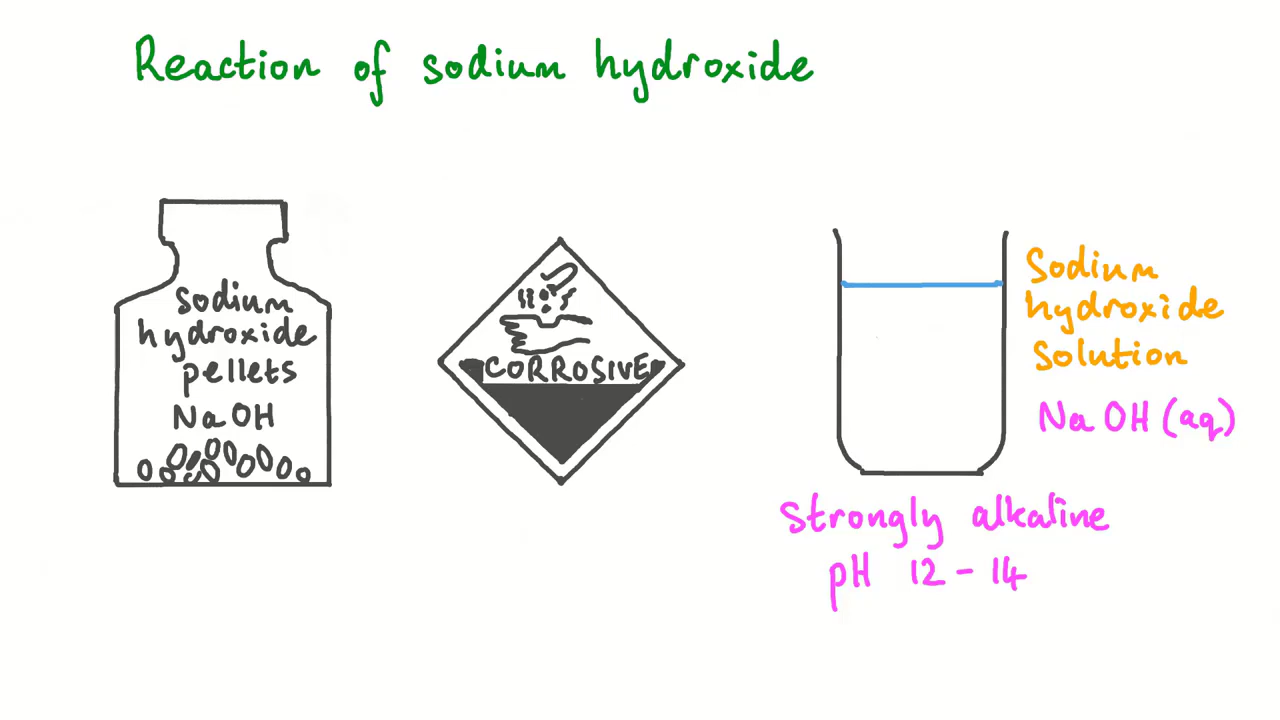 Reaction of sodium hydroxide
sodium
hydroxide
pellets
NaOH
CORROSIVE
Sodium
hydroxide
solution
NaOH (aq)
Strongly alkaline
pH 12-14